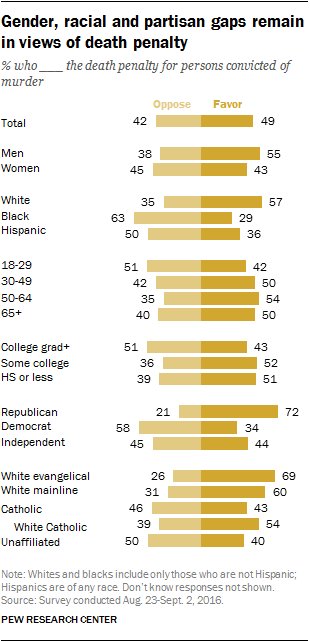 Gender, racial and partisan gaps remain
in views of death penalty
% who ___ the death penalty for persons convicted of
murder
Oppose Favor
Total 42 49
Men 38 55
Women 45 43
White 35 57
Black 63 29
Hispanic 50 36
18-29 51 42
30-49 42 50
50-64 35 54
65+ 40 50
College grad+ 51 43
Some college 36 52
HS or less 39 51
Republican 21 72
Democrat 58 34
Independent 45 44
White evangelical 26 69
White mainline 31 60
Catholic 46 43
White Catholic 39 54
Unaffiliated 50 40
Note: Whites and blacks include only those who are not Hispanic;
Hispanics are of any race. Don't know responses not shown.
Source: Survey conducted Aug. 23-Sept. 2, 2016.
PEW RESEARCH CENTER